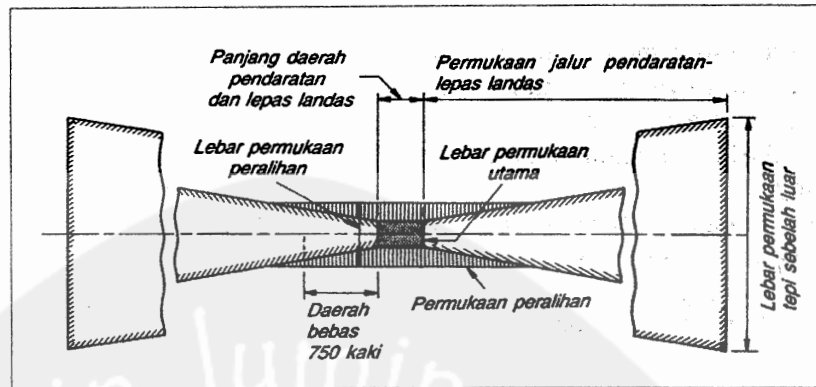 Panjang daerah
pendaratan
dan lepas landas
Permukaan jalur pendaratan-
lepas landas
Lebar permukaan
peralihan
Lebar permukaan
utama
Lebar permukaan
tepi sebelah luar
Daerah
bebas
750 kaki
Permukaan peralihan
lumin